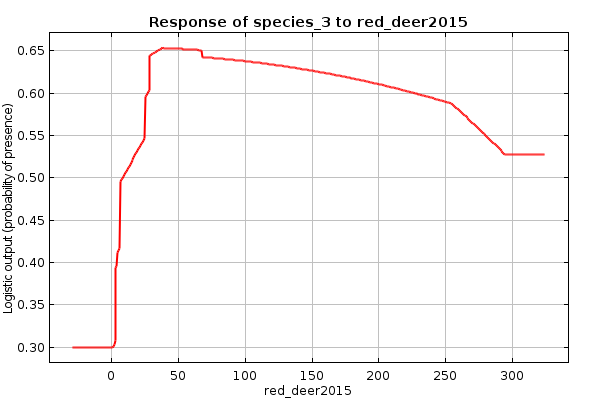 Response of species_3 to red_deer2015
Logistic output (probability of presence)
0.65
0.60
0.55
0.50
0.45
0.40
0.35
0.30
0 50 100 150 200 250 300
red_deer2015